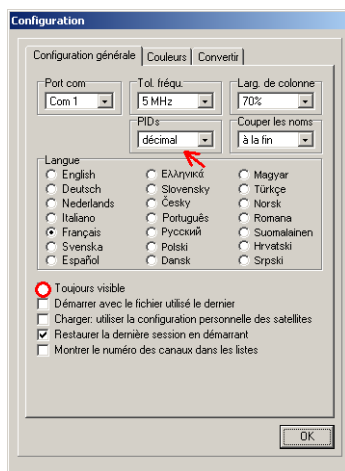 Configuration
Configuration générale Couleurs Convertir
Port com Tol. fréqu. Larg. de colonne
Com 1 5 MHz 70%
PIDs Couper les noms
décimal à la fin
Langue
English Ελληνικά Magyar
Deutsch Slovensky Türkçe
Nederlands Česky Norsk
Italiano Português Romana
Français Русский Suomalainen
Svenska Polski Hrvatski
Español Dansk Srpski
Toujours visible
Démarrer avec le fichier utilisé le dernier
Charger: utiliser la configuration personnelle des satellites
Restaurer la dernière session en démarrant
Montrer le numéro des canaux dans les listes
OK